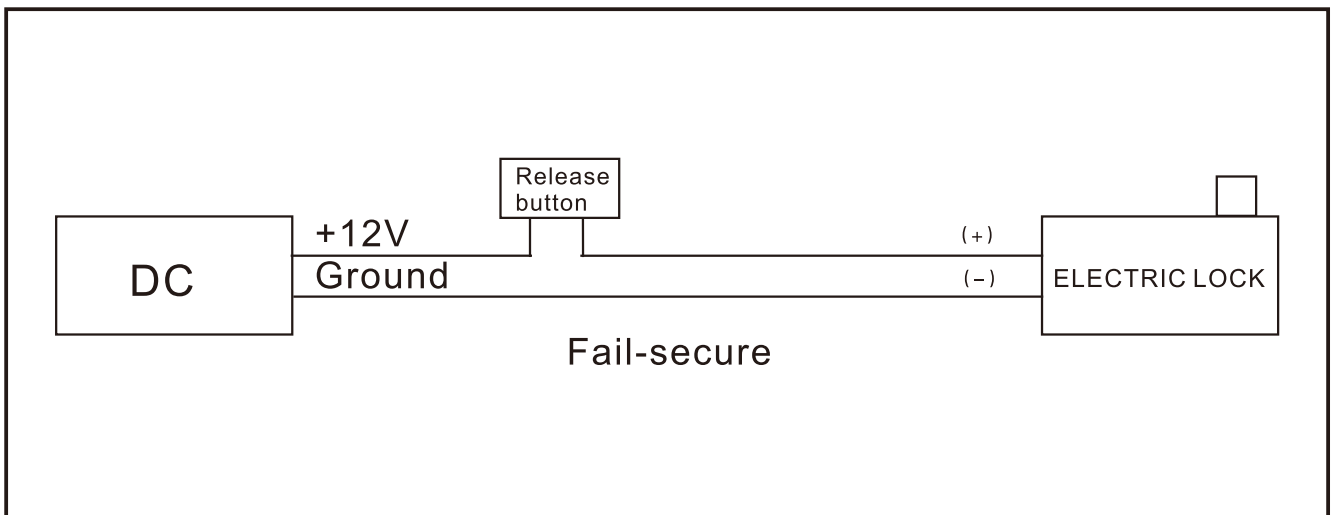 Release
button
+12V
(+)
DC
Ground
(-)
ELECTRIC LOCK
Fail-secure